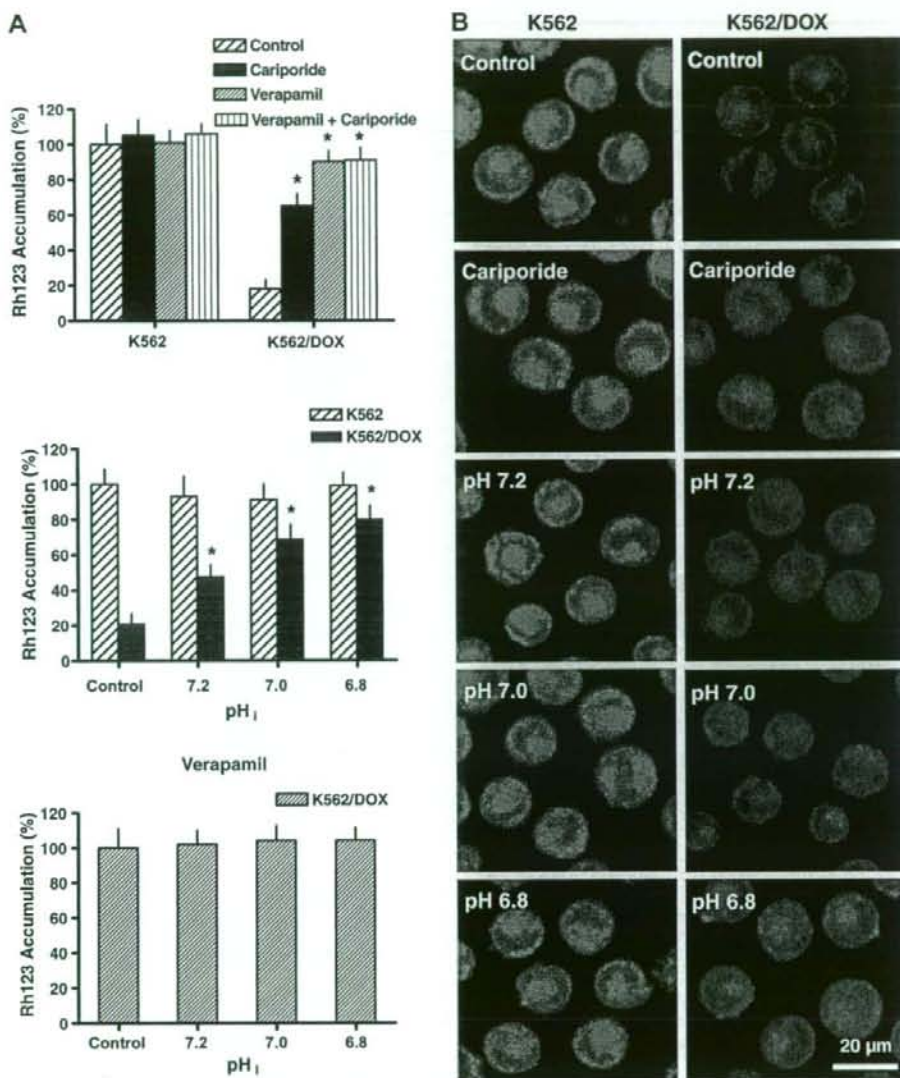 A
Control
Cariporide
Verapamil
Verapamil + Cariporide
Rh123 Accumulation (%)
120
100
80
60
40
20
0
*
*
*
K562
K562/DOX
K562
K562/DOX
Rh123 Accumulation (%)
120
100
80
60
40
20
0
*
*
*
Control
7.2
7.0
6.8
pH i
Verapamil
K562/DOX
Rh123 Accumulation (%)
120
100
80
60
40
20
0
Control
7.2
7.0
6.8
pH i
B
K562
K562/DOX
Control
Control
Cariporide
Cariporide
pH 7.2
pH 7.2
pH 7.0
pH 7.0
pH 6.8
pH 6.8
20 µm